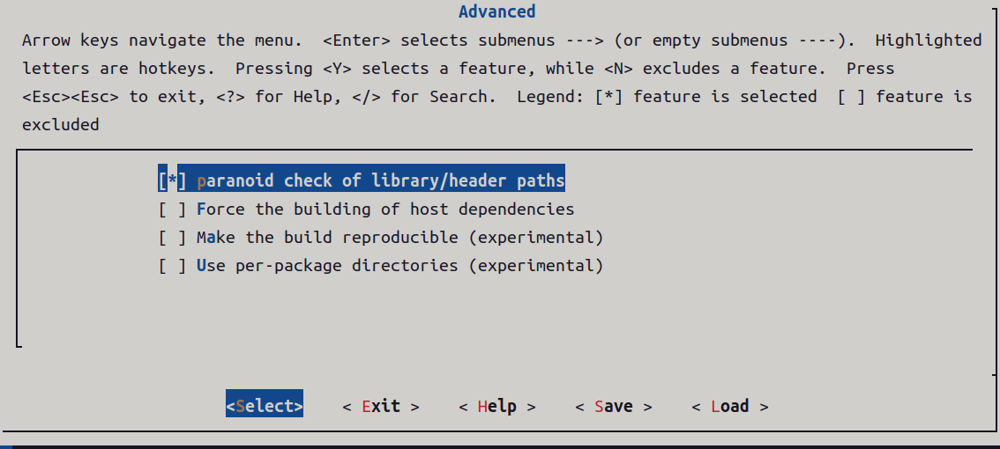 Advanced
Arrow keys navigate the menu.  <Enter> selects submenus ---> (or empty submenus ----).  Highlighted
letters are hotkeys.  Pressing <Y> selects a feature, while <N> excludes a feature.  Press
<Esc><Esc> to exit, <?> for Help, </> for Search.  Legend: [*] feature is selected  [ ] feature is
excluded
[*] paranoid check of library/header paths
[ ] Force the building of host dependencies
[ ] Make the build reproducible (experimental)
[ ] Use per-package directories (experimental)
<Select>    < Exit >    < Help >    < Save >    < Load >